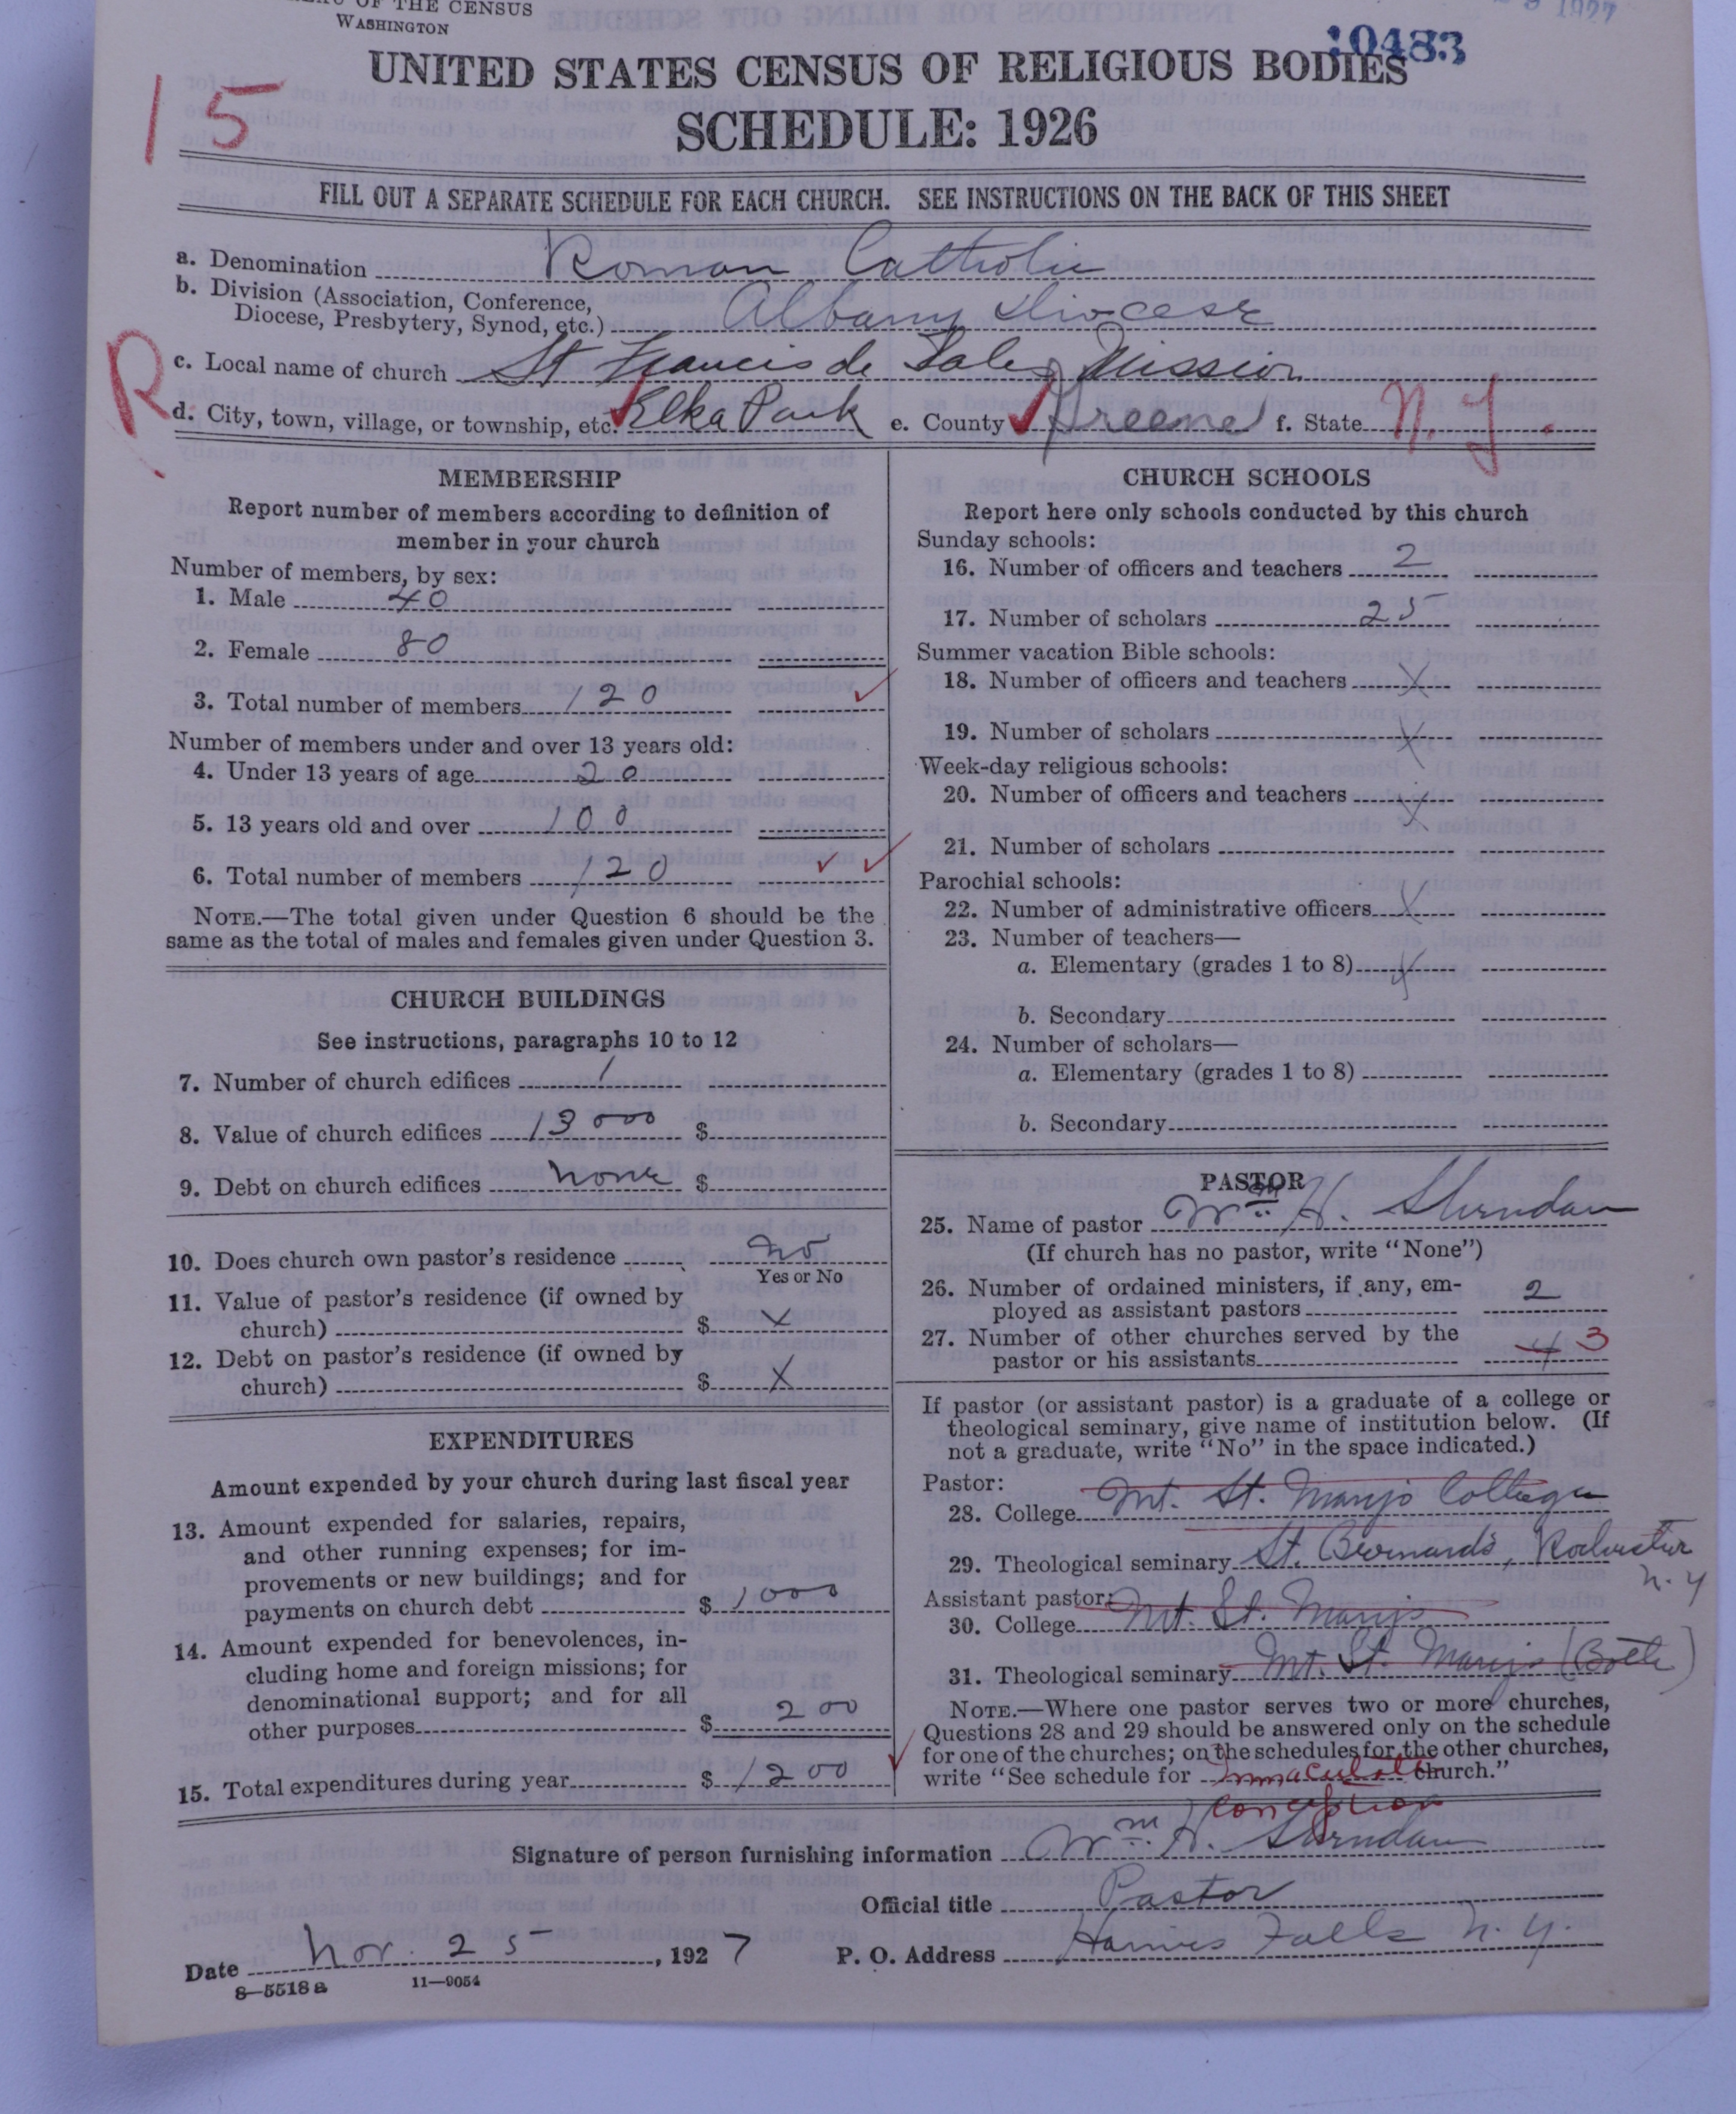 OF THE CENSUS
WASHINGTON
1927
10483
15
UNITED STATES CENSUS OF RELIGIOUS BODIES
SCHEDULE: 1926
FILL OUT A SEPARATE SCHEDULE FOR EACH CHURCH. SEE INSTRUCTIONS ON THE BACK OF THIS SHEET
a. Denomination Roman Catholic
b. Division (Association, Conference,
Diocese, Presbytery, Synod, etc.) Albany Diocese
R
c. Local name of church St Francis de Sales Mission
d. City, town, village, or township, etc. Elka Park e. County Greene f. State N.Y.
MEMBERSHIP
Report number of members according to definition of
member in your church
Number of members, by sex:
1. Male 40
2. Female 80
3. Total number of members 120
Number of members under and over 13 years old:
4. Under 13 years of age 20
5. 13 years old and over 100
6. Total number of members 120
NOTE.—The total given under Question 6 should be the
same as the total of males and females given under Question 3.
CHURCH BUILDINGS
See instructions, paragraphs 10 to 12
7. Number of church edifices 1
8. Value of church edifices 13000 $
9. Debt on church edifices none $
10. Does church own pastor's residence no
Yes or No
11. Value of pastor's residence (if owned by
church) $ X
12. Debt on pastor's residence (if owned by
church) $ X
EXPENDITURES
Amount expended by your church during last fiscal year
13. Amount expended for salaries, repairs,
and other running expenses; for im-
provements or new buildings; and for
payments on church debt $ 1000
14. Amount expended for benevolences, in-
cluding home and foreign missions; for
denominational support; and for all
other purposes $ 200
15. Total expenditures during year $ 1200
CHURCH SCHOOLS
Report here only schools conducted by this church
Sunday schools:
16. Number of officers and teachers 2
17. Number of scholars 25
Summer vacation Bible schools:
18. Number of officers and teachers X
19. Number of scholars X
Week-day religious schools:
20. Number of officers and teachers X
21. Number of scholars
Parochial schools:
22. Number of administrative officers X
23. Number of teachers—
a. Elementary (grades 1 to 8) X
b. Secondary
24. Number of scholars—
a. Elementary (grades 1 to 8)
b. Secondary
PASTOR
25. Name of pastor Wm H. Sheridan
(If church has no pastor, write "None")
26. Number of ordained ministers, if any, em-
ployed as assistant pastors 2
27. Number of other churches served by the
pastor or his assistants 4 3
If pastor (or assistant pastor) is a graduate of a college or
theological seminary, give name of institution below. (If
not a graduate, write "No" in the space indicated.)
Pastor:
28. College Mt. St. Marys College
29. Theological seminary St. Bernards, Rochester
N.Y
Assistant pastor:
30. College Mt. St. Marys
31. Theological seminary Mt. St. Marys (Both)
NOTE.—Where one pastor serves two or more churches,
Questions 28 and 29 should be answered only on the schedule
for one of the churches; on the schedules for the other churches,
write "See schedule for Immaculate Church."
Conception
Signature of person furnishing information Wm H. Sheridan
Official title Pastor
Date Nov. 25, 1927 P. O. Address Haines Falls N.Y.
8—5518a 11—9054